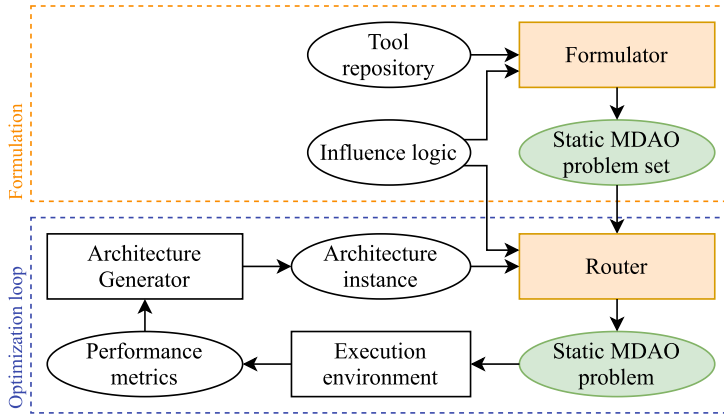 Formulation
Tool
repository
Formulator
Influence logic
Static MDAO
problem set
Optimization loop
Architecture
Generator
Architecture
instance
Router
Performance
metrics
Execution
environment
Static MDAO
problem